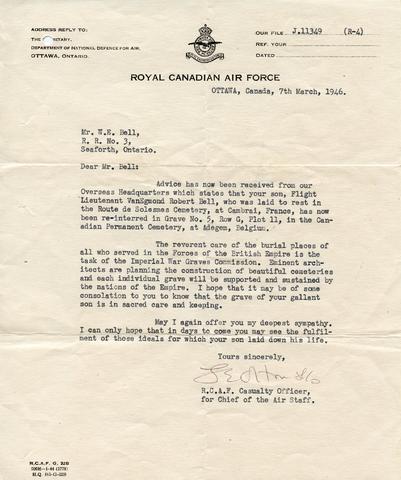 ADDRESS REPLY TO:
THE SECRETARY,
DEPARTMENT OF NATIONAL DEFENCE FOR AIR,
OTTAWA, ONTARIO.
OUR FILE J.11349 (R-4)
REF. YOUR
DATED
ROYAL CANADIAN AIR FORCE
OTTAWA, Canada, 7th March, 1946.
Mr. W.E. Bell,
R. R. No. 3,
Seaforth, Ontario.
Dear Mr. Bell:
Advice has now been received from our
Overseas Headquarters which states that your son, Flight
Lieutenant VanEgmond Robert Bell, who was laid to rest in
the Route de Solesmes Cemetery, at Cambrai, France, has now
been re-interred in Grave No. 5, Row G, Plot 11, in the Can-
adian Permanent Cemetery, at Adegem, Belgium.
The reverent care of the burial places of
all who served in the Forces of the British Empire is the
task of the Imperial War Graves Commission. Eminent arch-
itects are planning the construction of beautiful cemeteries
and each individual grave will be supported and sustained by
the nations of the Empire. I hope that it may be of some
consolation to you to know that the grave of your gallant
son is in sacred care and keeping.
May I again offer you my deepest sympathy.
I can only hope that in days to come you may see the fulfil-
ment of those ideals for which your son laid down his life.
Yours sincerely,
R.C.A.F. Casualty Officer,
for Chief of the Air Staff.
R.C.A.F. G. 32B